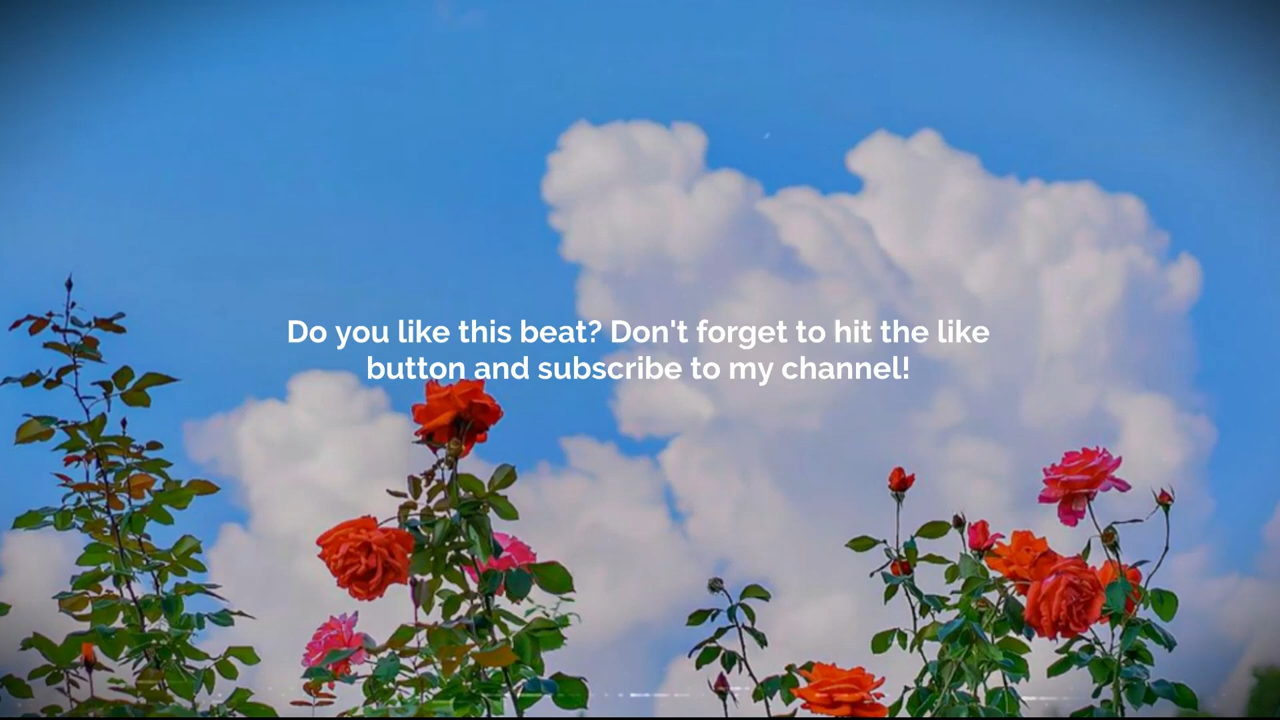 Do you like this beat? Don't forget to hit the like
button and subscribe to my channel!